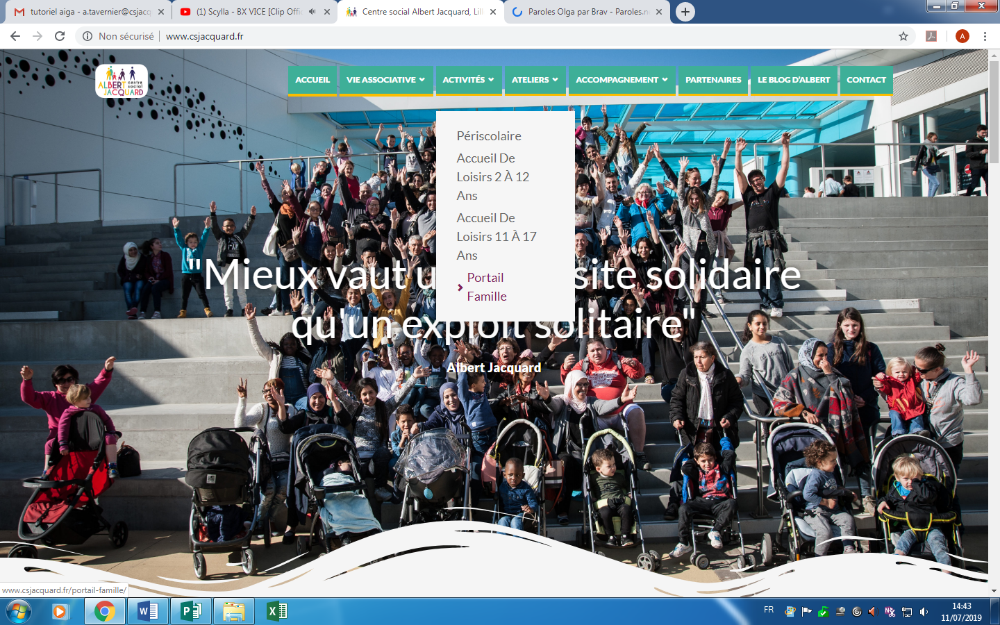 tutoriel aiga - a.tavernier@csjacq
(1) Scylla - BX VICE [Clip Offic
Centre social Albert Jacquard, Lill
Paroles Olga par Brav - Paroles.n
Non sécurisé
www.csjacquard.fr
A
ALBERT centre social JACQUARD
ACCUEIL
VIE ASSOCIATIVE
ACTIVITÉS
ATELIERS
ACCOMPAGNEMENT
PARTENAIRES
LE BLOG D'ALBERT
CONTACT
Périscolaire
Accueil De
Loisirs 2 À 12
Ans
Accueil De
Loisirs 11 À 17
Ans
Portail
Famille
"Mieux vaut u site solidaire
qu'un exploit solitaire"
Albert Jacquard
www.csjacquard.fr/portail-famille/
FR
14:43
11/07/2019